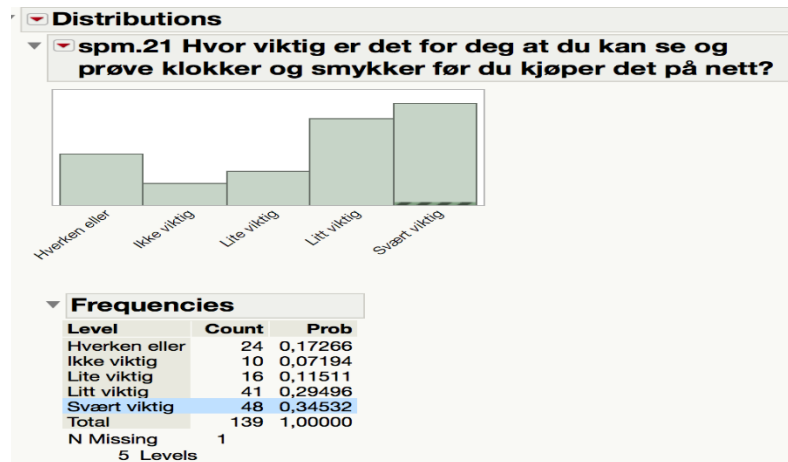 Distributions
spm.21 Hvor viktig er det for deg at du kan se og
prøve klokker og smykker før du kjøper det på nett?
Hverken eller
Ikke viktig
Lite viktig
Litt viktig
Svært viktig
Frequencies
Level Count Prob
Hverken eller 24 0,17266
Ikke viktig 10 0,07194
Lite viktig 16 0,11511
Litt viktig 41 0,29496
Svært viktig 48 0,34532
Total 139 1,00000
N Missing 1
5 Levels